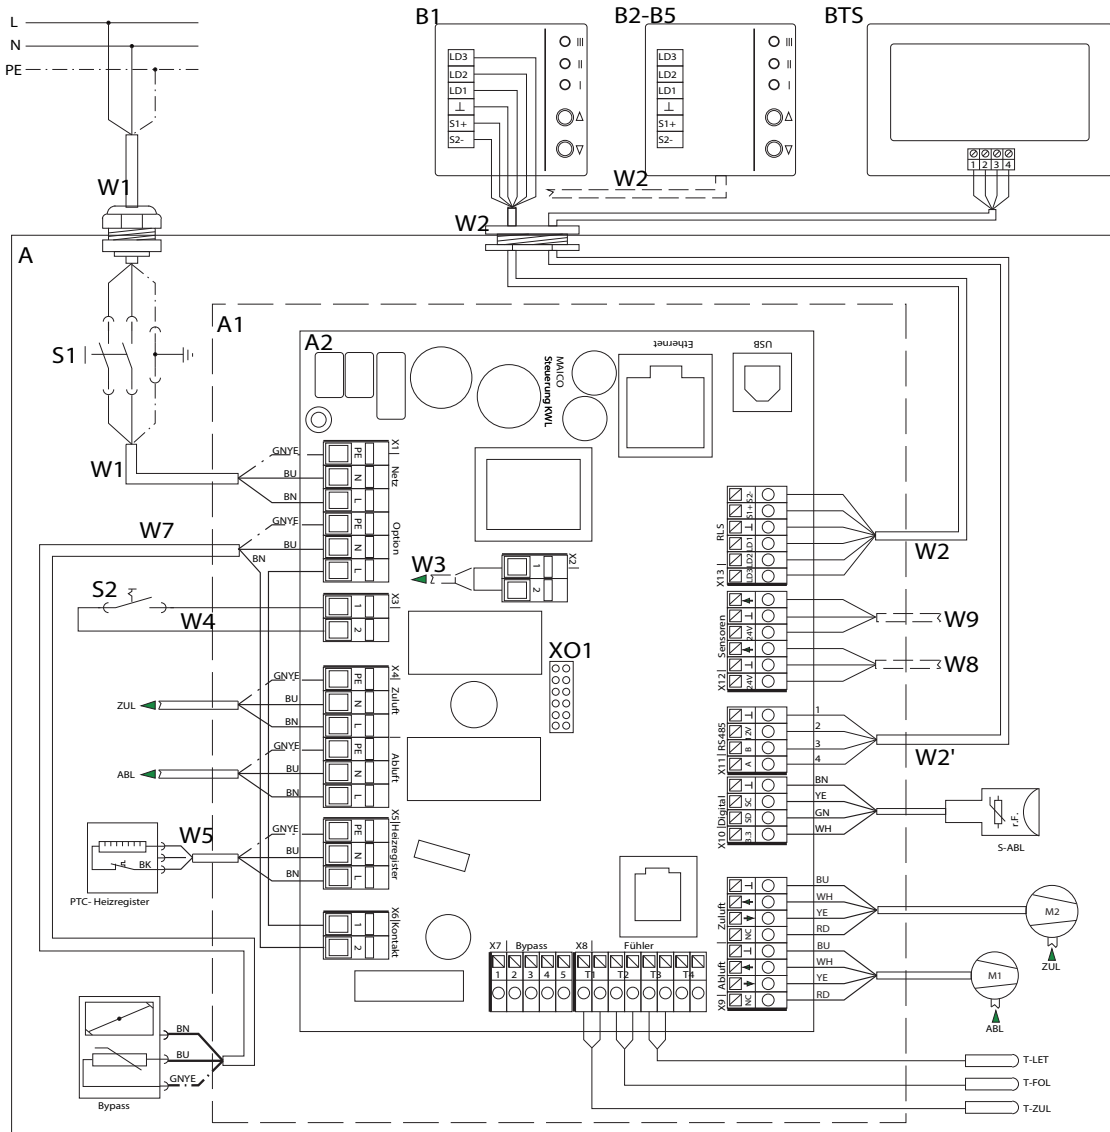 B1
B2-B5
BTS
L
N
PE
LD3
LD2
LD1
⊥
S1+
S2-
III
II
I
LD3
LD2
LD1
⊥
S1+
S2-
III
II
I
1 2 3 4
W2
W1
W2
A
A1
S1
A2
MAICO
Steuerung KWL
Ethernet
USB
W1
GNYE
BU
BN
PE
N
L
X1
Netz
W7
GNYE
BU
BN
PE
N
L
Option
W3
1
2
X2
S2
W4
1
2
X3
XO1
ZUL
GNYE
BU
BN
PE
N
L
X4
Zuluft
ABL
GNYE
BU
BN
PE
N
L
Abluft
W5
GNYE
BU
BN
PE
N
L
X5
Heizregister
BK
PTC- Heizregister
1
2
X6
Kontakt
S2-
S1+
⊥
LD1
LD2
LD3
RLS
X13
W2
⊥
24V
⊥
24V
Sensoren
X12
W9
W8
⊥
12V
B
A
RS485
X11
1
2
3
4
W2'
⊥
SC
SD
3.3
Digital
X10
BN
YE
GN
WH
r.F.
S-ABL
⊥
NC
Zuluft
BU
WH
YE
RD
M2
ZUL
⊥
NC
Abluft
X9
BU
WH
YE
RD
M1
ABL
X7 Bypass X8 Fühler
1 2 3 4 5 T1 T2 T3 T4
BN
BU
GNYE
Bypass
T-LET
T-FOL
T-ZUL